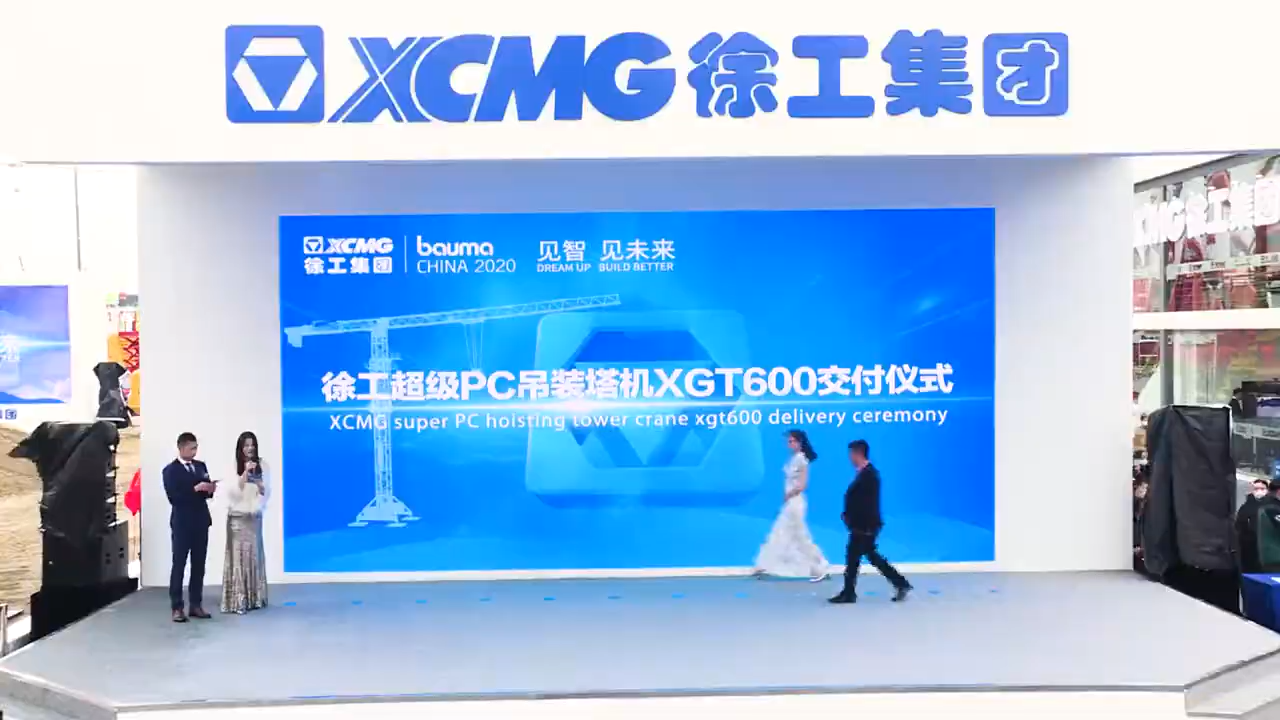 XCMG 徐工集团
XCMG
徐工集团
bauma
CHINA 2020
见智 见未来
DREAM UP BUILD BETTER
徐工超级PC吊装塔机XGT600交付仪式
XCMG super PC hoisting tower crane xgt600 delivery ceremony